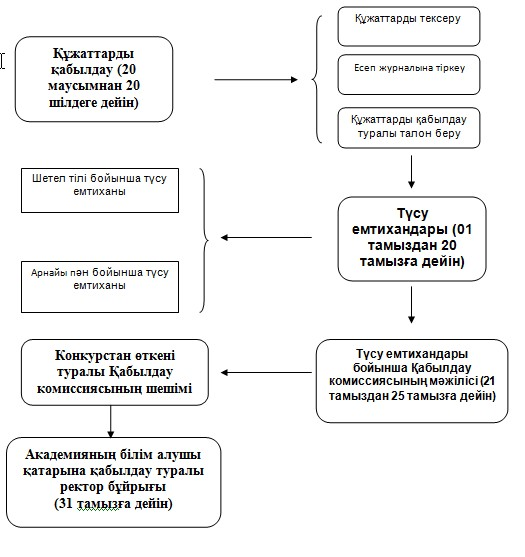 Құжаттарды
қабылдау (20
маусымнан 20
шілдеге дейін)
Құжаттарды тексеру
Есеп журналына тіркеу
Құжаттарды қабылдау
туралы талон беру
Түсу
емтихандары (01
тамыздан 20
тамызға дейін)
Шетел тілі бойынша түсу
емтиханы
Арнайы пән бойынша түсу
емтиханы
Түсу емтихандары
бойынша Қабылдау
комиссиясының мәжілісі (21
тамыздан 25 тамызға дейін)
Конкурстан өткені
туралы Қабылдау
комиссиясының шешімі
Академияның білім алушы
қатарына қабылдау туралы
ректор бұйрығы
(31 тамызға дейін)